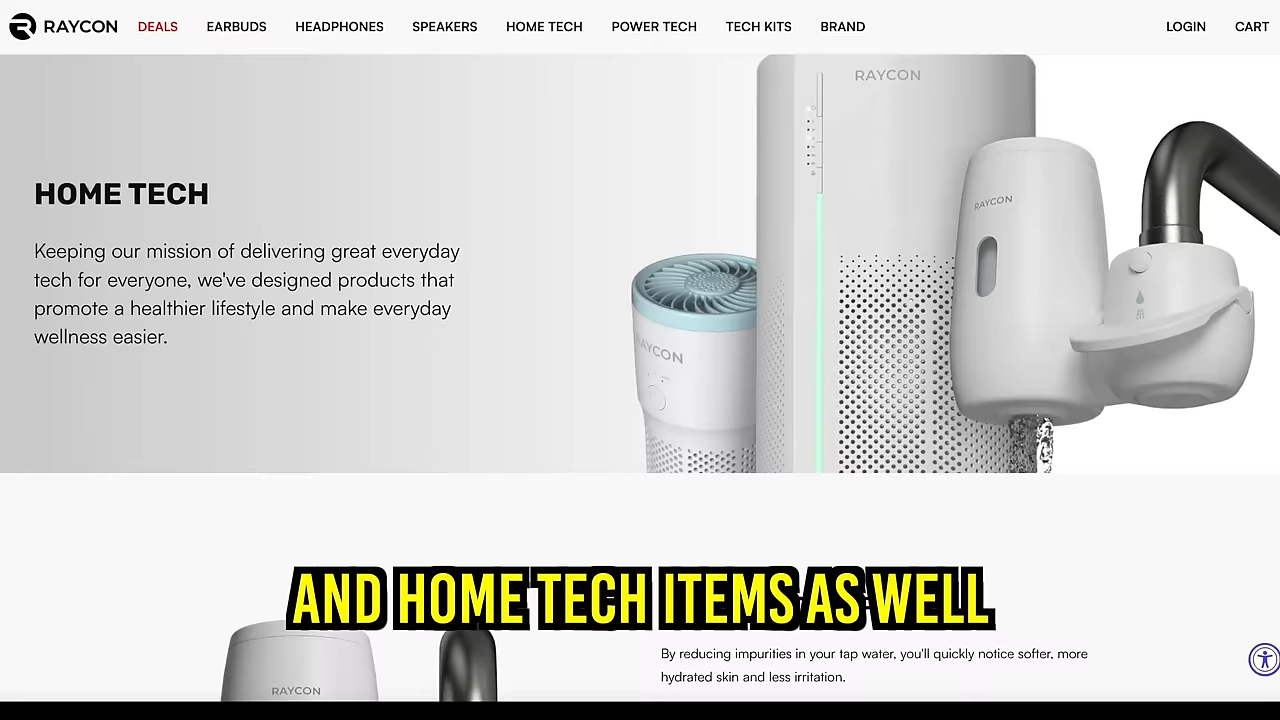 RAYCON DEALS EARBUDS HEADPHONES SPEAKERS HOME TECH POWER TECH TECH KITS BRAND LOGIN CART
RAYCON
RAYCON
HOME TECH
Keeping our mission of delivering great everyday
tech for everyone, we've designed products that
promote a healthier lifestyle and make everyday
wellness easier.
RAYCON
AND HOME TECH ITEMS AS WELL
By reducing impurities in your tap water, you'll quickly notice softer, more
hydrated skin and less irritation.
RAYCON